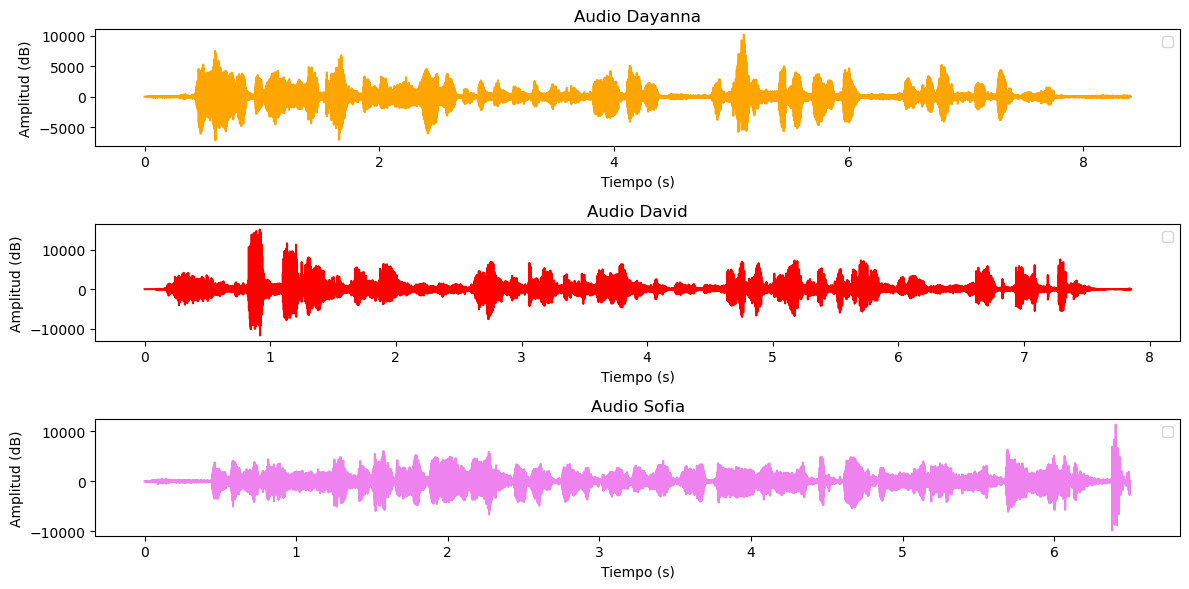 Audio Dayanna
10000
5000
0
−5000
Amplitud (dB)
0 2 4 6 8
Tiempo (s)
Audio David
10000
0
−10000
Amplitud (dB)
0 1 2 3 4 5 6 7 8
Tiempo (s)
Audio Sofia
10000
0
−10000
Amplitud (dB)
0 1 2 3 4 5 6
Tiempo (s)